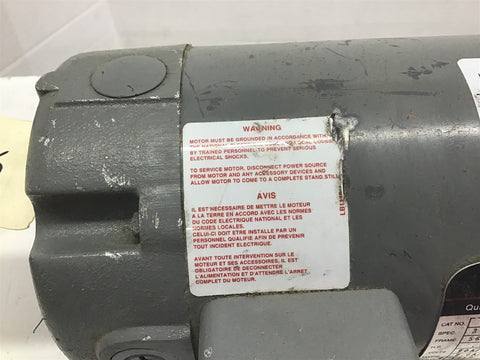 WARNING
MOTOR MUST BE GROUNDED IN ACCORDANCE WITH
BY TRAINED PERSONNEL TO PREVENT SERIOUS
ELECTRICAL SHOCKS.
TO SERVICE MOTOR, DISCONNECT POWER SOURCE
FROM MOTOR AND ANY ACCESSORY DEVICES AND
ALLOW MOTOR TO COME TO A COMPLETE STAND STILL
AVIS
IL EST NECESSAIRE DE METTRE LE MOTEUR
A LA TERRE EN ACCORD AVEC LES NORMES
DU CODE ELECTRIQUE NATIONAL ET LES
NORMES LOCALES.
CELUI-CI DOIT ETRE INSTALLE PAR UN
PERSONNEL QUALIFIE AFIN DE PREVENIR
TOUT INCIDENT ELECTRIQUE.
AVANT TOUTE INTERVENTION SUR LE
MOTEUR ET SES ACCESSOIRES, IL EST
OBLIGATOIRE DE DECONNECTER
L'ALIMENTATION ET D'ATTENDRE L'ARRET
COMPLET DU MOTEUR.
CAT NO
SPEC.
FRAME